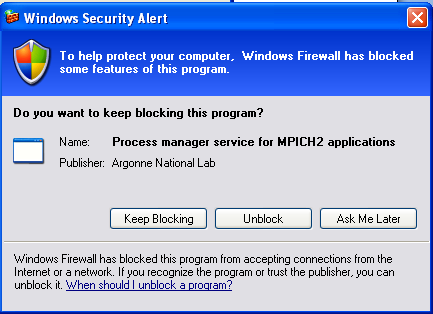 Windows Security Alert
To help protect your computer, Windows Firewall has blocked
some features of this program.
Do you want to keep blocking this program?
Name: Process manager service for MPICH2 applications
Publisher: Argonne National Lab
Keep Blocking Unblock Ask Me Later
Windows Firewall has blocked this program from accepting connections from the
Internet or a network. If you recognize the program or trust the publisher, you can
unblock it. When should I unblock a program?